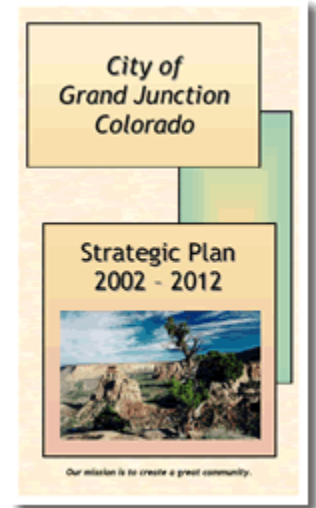 City of
Grand Junction
Colorado
Strategic Plan
2002 - 2012
Our mission is to create a great community.